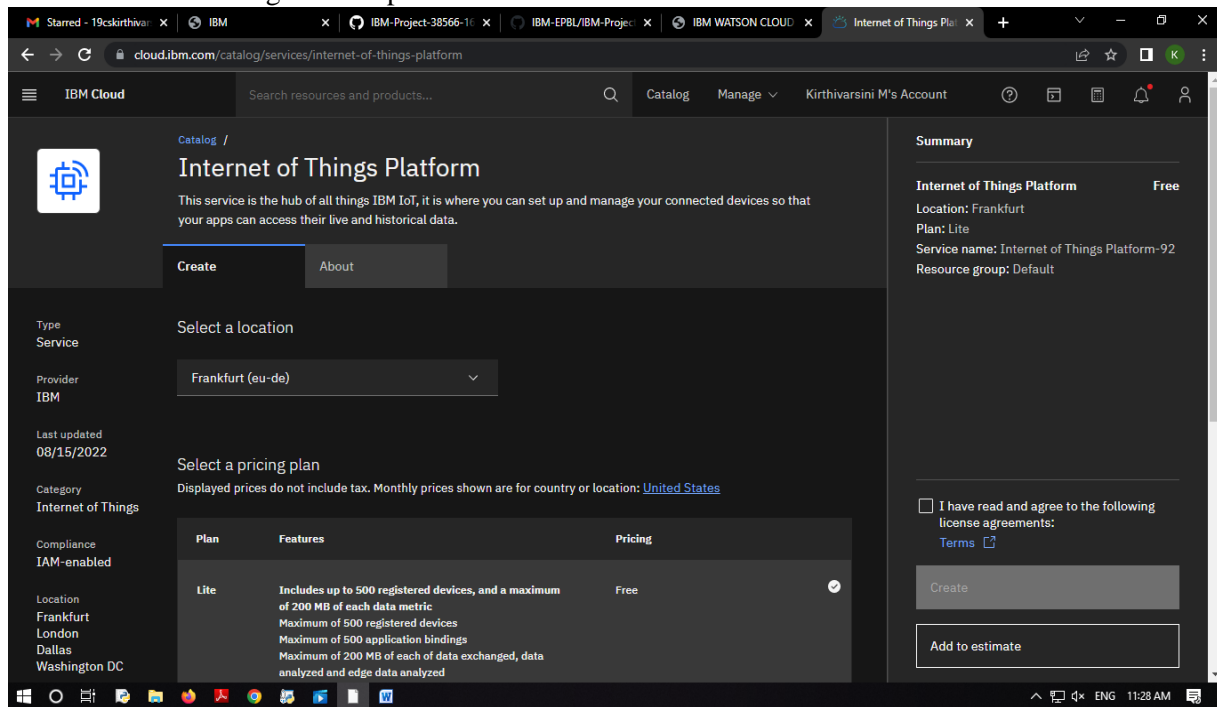 Starred - 19cskirthivar
IBM
IBM-Project-38566-16
IBM-EPBL/IBM-Project
IBM WATSON CLOUD
Internet of Things Plat
cloud.ibm.com/catalog/services/internet-of-things-platform
K
IBM Cloud
Search resources and products...
Catalog
Manage
Kirthivarsini M's Account
Catalog /
Internet of Things Platform
This service is the hub of all things IBM IoT, it is where you can set up and manage your connected devices so that
your apps can access their live and historical data.
Create
About
Type
Service
Provider
IBM
Last updated
08/15/2022
Category
Internet of Things
Compliance
IAM-enabled
Location
Frankfurt
London
Dallas
Washington DC
Select a location
Frankfurt (eu-de)
Select a pricing plan
Displayed prices do not include tax. Monthly prices shown are for country or location: United States
Plan Features Pricing
Lite Includes up to 500 registered devices, and a maximum Free
of 200 MB of each data metric
Maximum of 500 registered devices
Maximum of 500 application bindings
Maximum of 200 MB of each of data exchanged, data
analyzed and edge data analyzed
Summary
Internet of Things Platform Free
Location: Frankfurt
Plan: Lite
Service name: Internet of Things Platform-92
Resource group: Default
I have read and agree to the following
license agreements:
Terms
Create
Add to estimate
ENG 11:28 AM